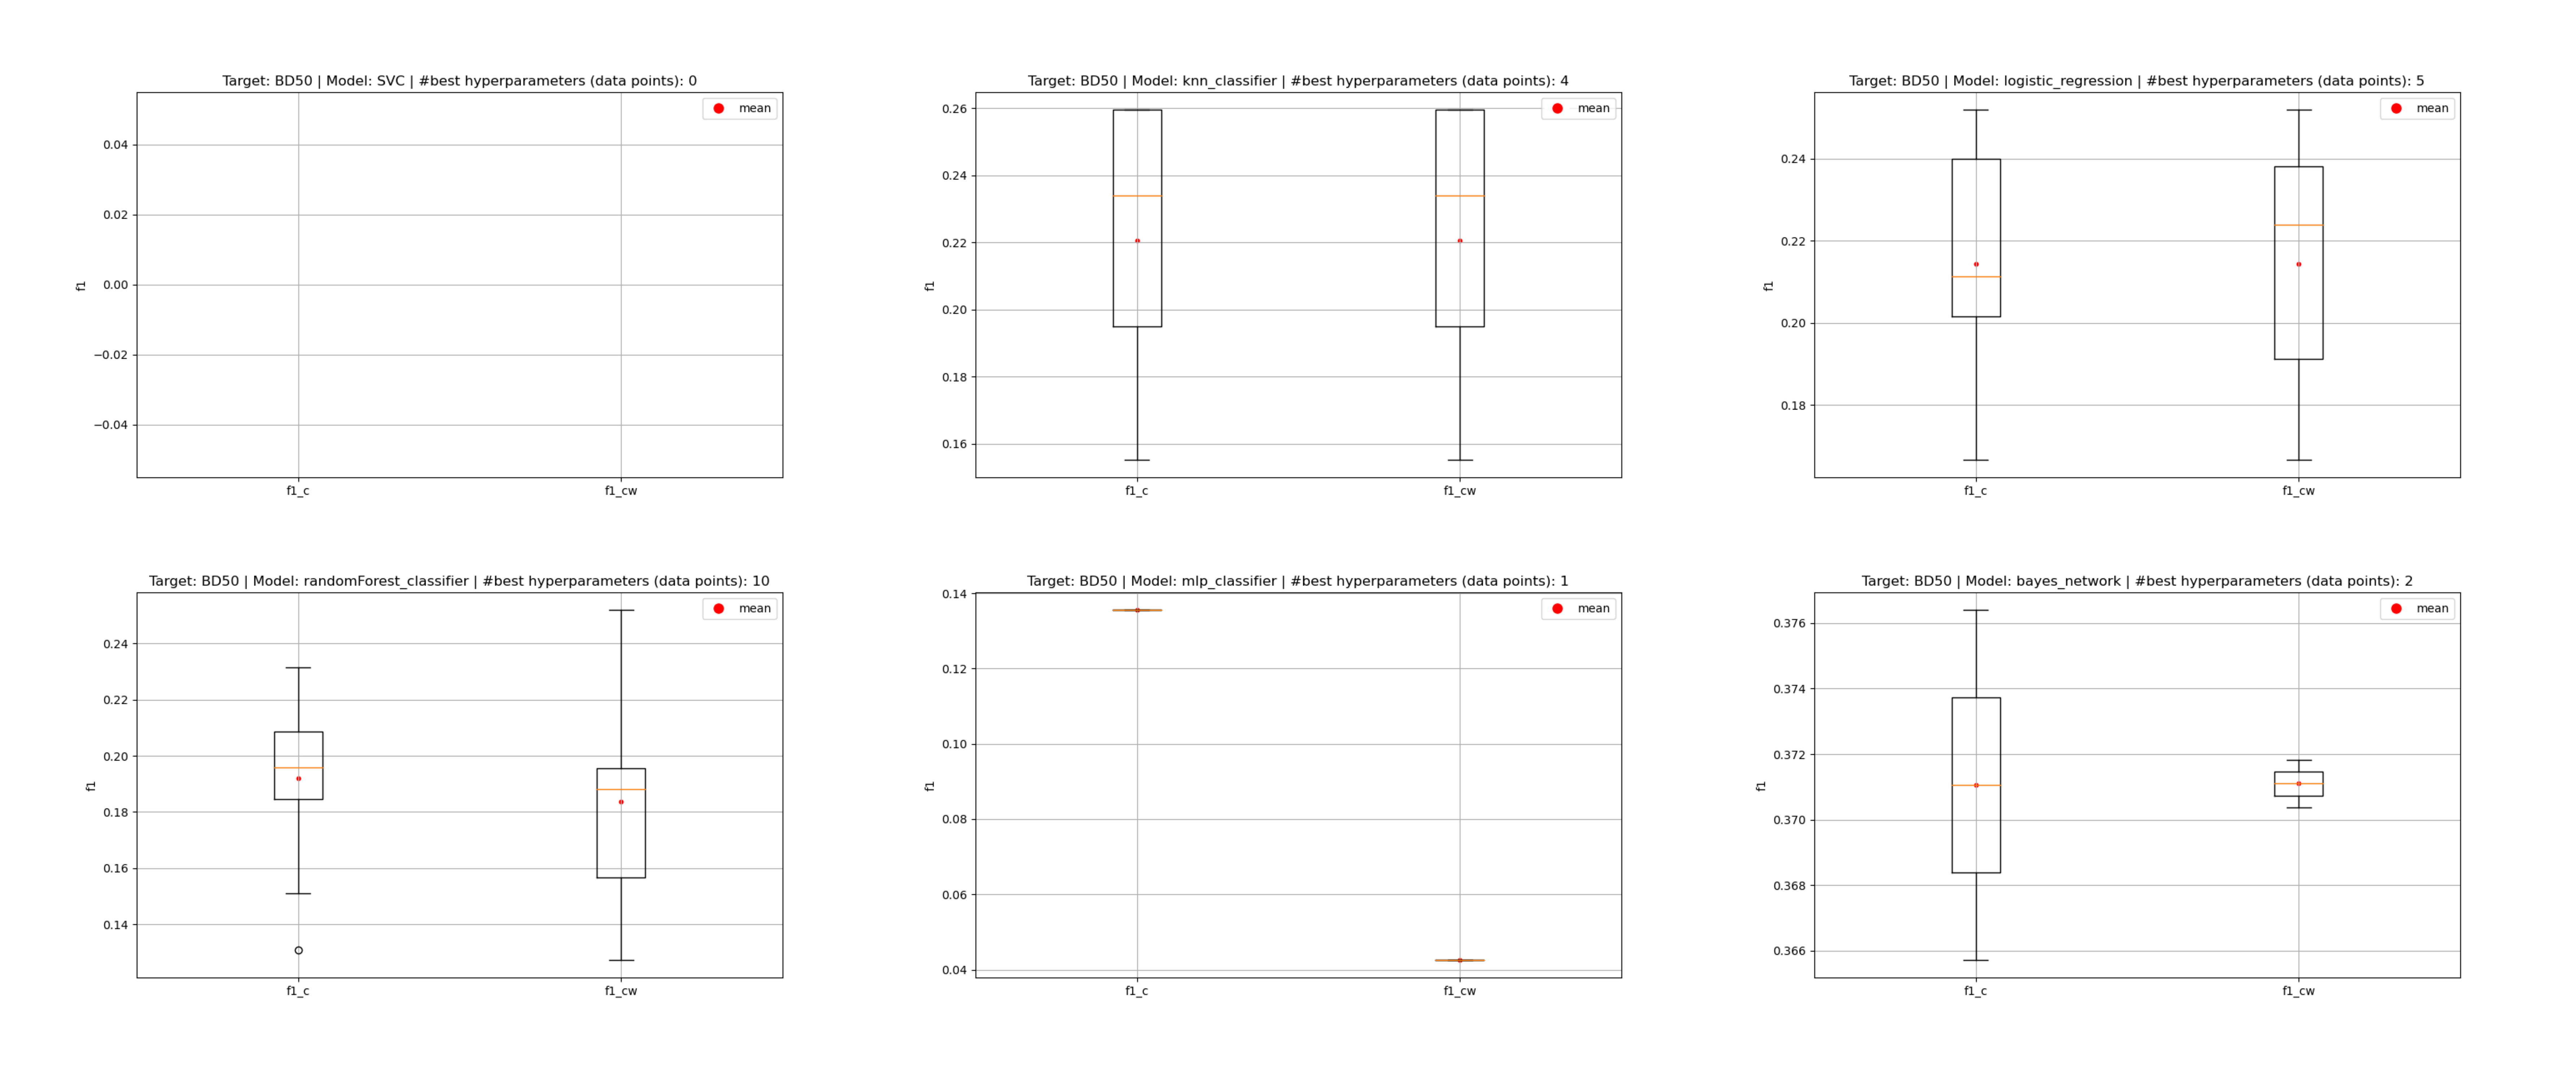 Target: BD50 | Model: SVC | #best hyperparameters (data points): 0
mean
0.04
0.02
0.00
−0.02
−0.04
f1
f1_c
f1_cw
Target: BD50 | Model: knn_classifier | #best hyperparameters (data points): 4
mean
0.26
0.24
0.22
0.20
0.18
0.16
f1
f1_c
f1_cw
Target: BD50 | Model: logistic_regression | #best hyperparameters (data points): 5
mean
0.24
0.22
0.20
0.18
f1
f1_c
f1_cw
Target: BD50 | Model: randomForest_classifier | #best hyperparameters (data points): 10
mean
0.24
0.22
0.20
0.18
0.16
0.14
f1
f1_c
f1_cw
Target: BD50 | Model: mlp_classifier | #best hyperparameters (data points): 1
mean
0.14
0.12
0.10
0.08
0.06
0.04
f1
f1_c
f1_cw
Target: BD50 | Model: bayes_network | #best hyperparameters (data points): 2
mean
0.376
0.374
0.372
0.370
0.368
0.366
f1
f1_c
f1_cw